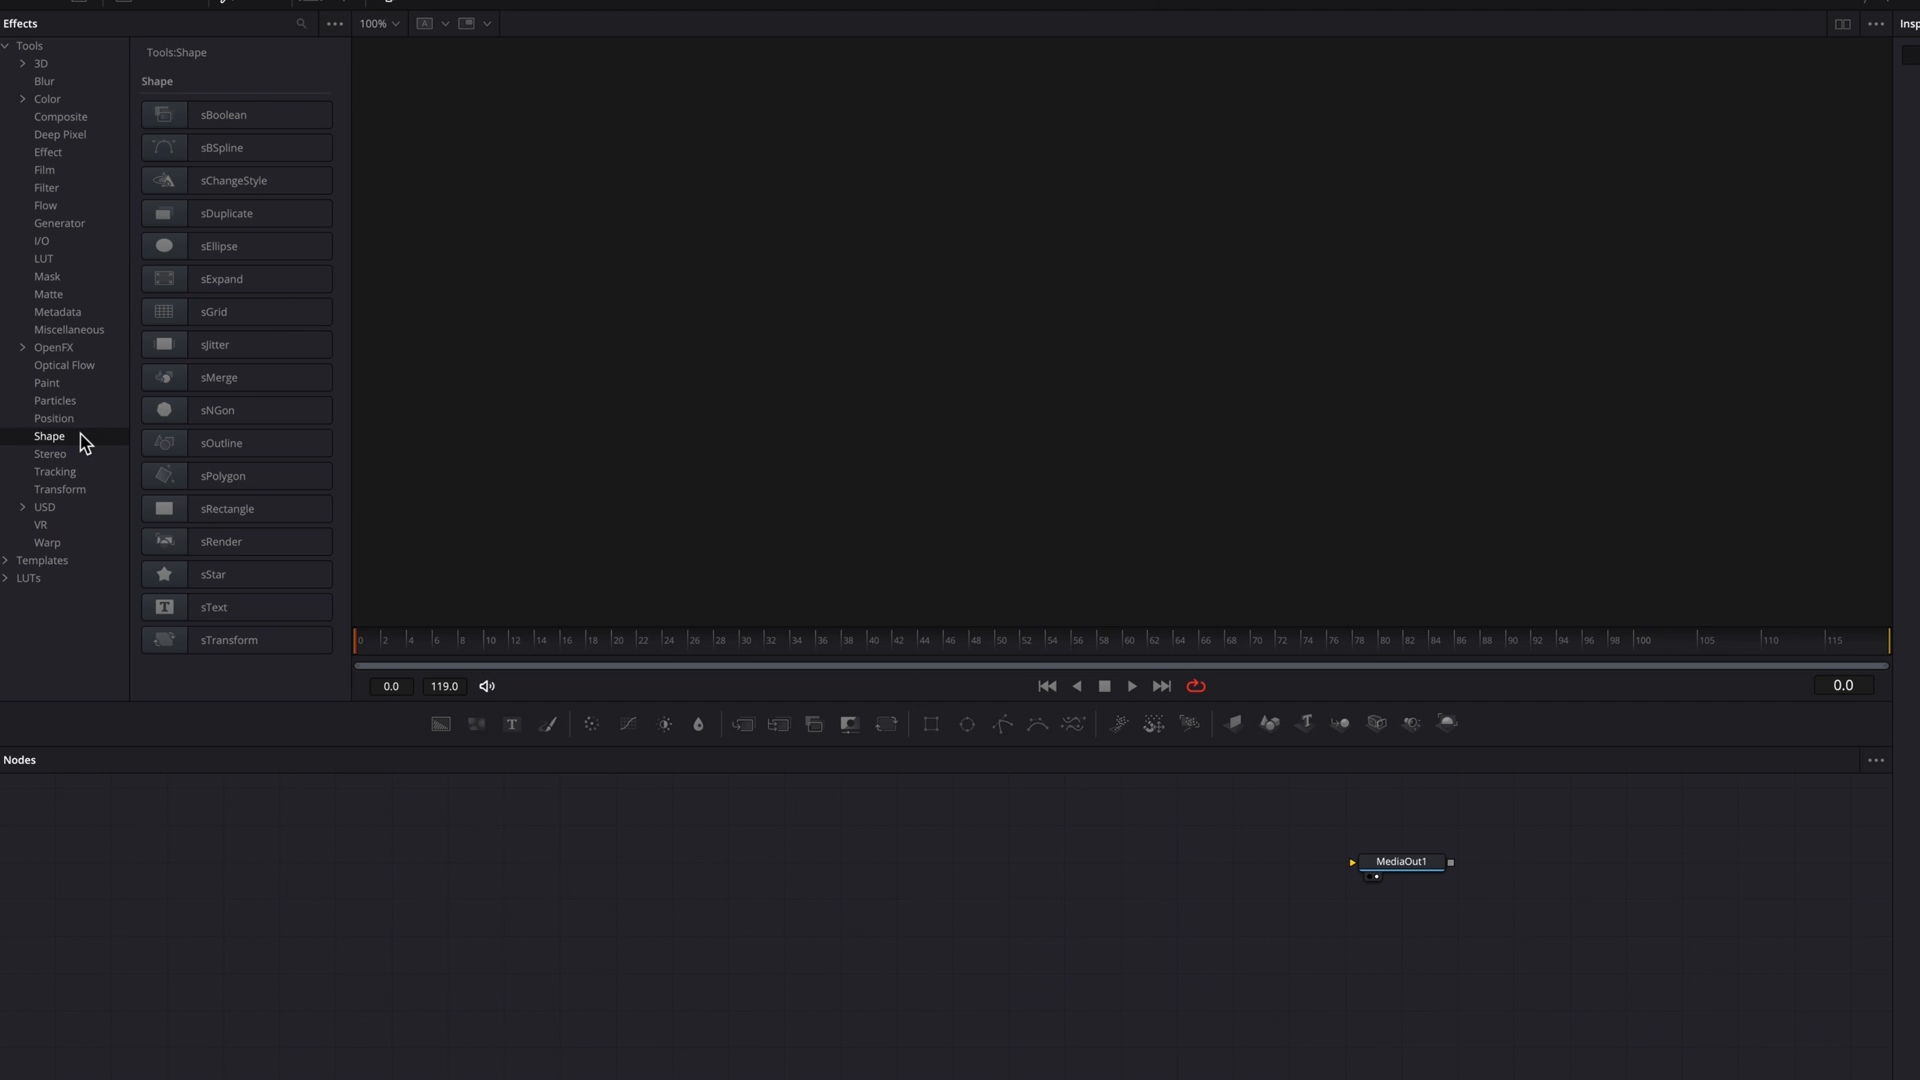 Effects
100%
A
Insp
Tools
3D
Blur
Color
Composite
Deep Pixel
Effect
Film
Filter
Flow
Generator
I/O
LUT
Mask
Matte
Metadata
Miscellaneous
OpenFX
Optical Flow
Paint
Particles
Position
Shape
Stereo
Tracking
Transform
USD
VR
Warp
Templates
LUTs
Tools:Shape
Shape
sBoolean
sBSpline
sChangeStyle
sDuplicate
sEllipse
sExpand
sGrid
sJitter
sMerge
sNGon
sOutline
sPolygon
sRectangle
sRender
sStar
T sText
sTransform
0 2 4 6 8 10 12 14 16 18 20 22 24 26 28 30 32 34 36 38 40 42 44 46 48 50 52 54 56 58 60 62 64 66 68 70 72 74 76 78 80 82 84 86 88 90 92 94 96 98 100 105 110 115
0.0 119.0 0.0
T T
Nodes
MediaOut1